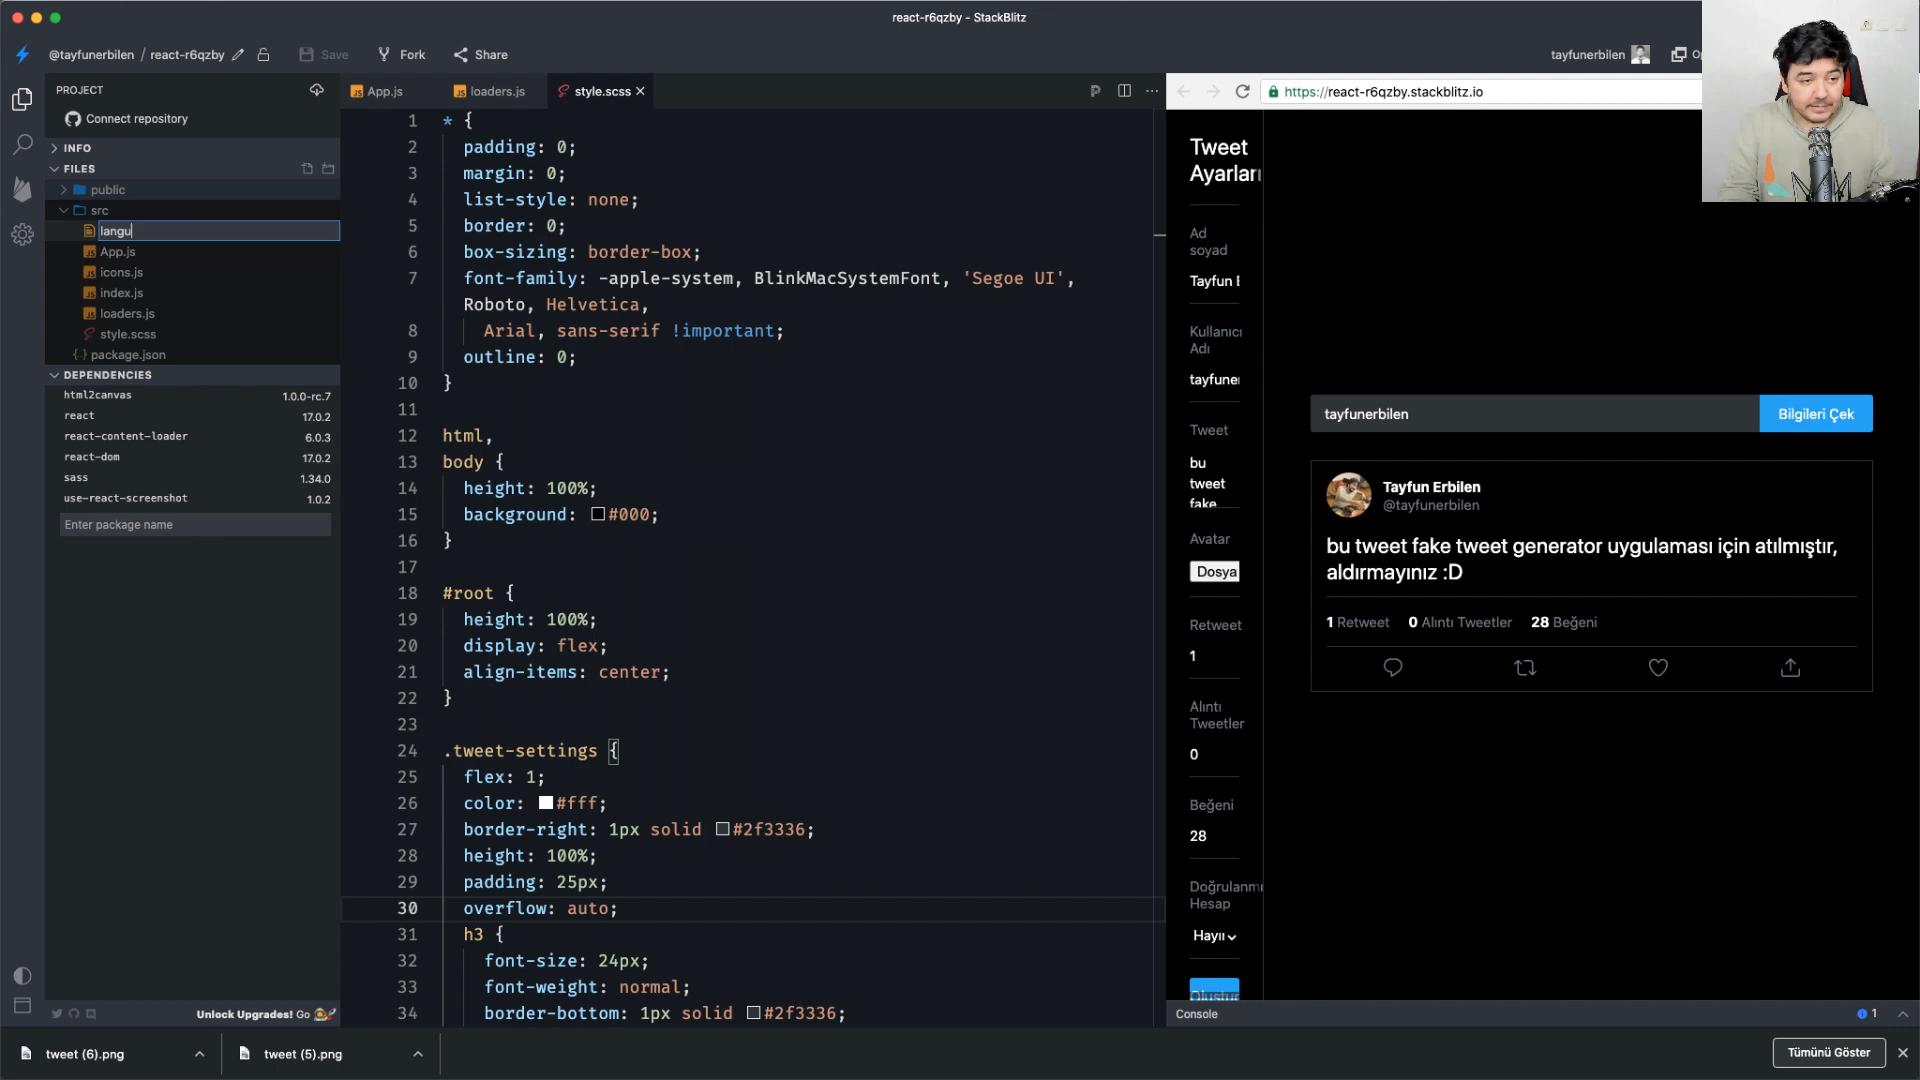 react-r6qzby - StackBlitz
@tayfunerbilen / react-r6qzby
Save
Fork
Share
tayfunerbilen
PROJECT
Connect repository
INFO
FILES
public
src
langu
App.js
icons.js
index.js
loaders.js
style.scss
package.json
DEPENDENCIES
html2canvas 1.0.0-rc.7
react 17.0.2
react-content-loader 6.0.3
react-dom 17.0.2
sass 1.34.0
use-react-screenshot 1.0.2
Enter package name
Unlock Upgrades! Go
App.js
loaders.js
style.scss
1 * {
2 padding: 0;
3 margin: 0;
4 list-style: none;
5 border: 0;
6 box-sizing: border-box;
7 font-family: -apple-system, BlinkMacSystemFont, 'Segoe UI',
Roboto, Helvetica,
8 Arial, sans-serif !important;
9 outline: 0;
10 }
11
12 html,
13 body {
14 height: 100%;
15 background: #000;
16 }
17
18 #root {
19 height: 100%;
20 display: flex;
21 align-items: center;
22 }
23
24 .tweet-settings {
25 flex: 1;
26 color: #fff;
27 border-right: 1px solid #2f3336;
28 height: 100%;
29 padding: 25px;
30 overflow: auto;
31 h3 {
32 font-size: 24px;
33 font-weight: normal;
34 border-bottom: 1px solid #2f3336;
https://react-r6qzby.stackblitz.io
Tweet
Ayarları
Ad
soyad
Tayfun E
Kullanıcı
Adı
tayfune
Tweet
bu
tweet
fake
Avatar
Dosya
Retweet
1
Alıntı
Tweetler
0
Beğeni
28
Doğrulanmı
Hesap
Hayı
Oluştur
tayfunerbilen
Bilgileri Çek
Tayfun Erbilen
@tayfunerbilen
bu tweet fake tweet generator uygulaması için atılmıştır,
aldırmayınız :D
1 Retweet 0 Alıntı Tweetler 28 Beğeni
Console
1
tweet (6).png
tweet (5).png
Tümünü Göster